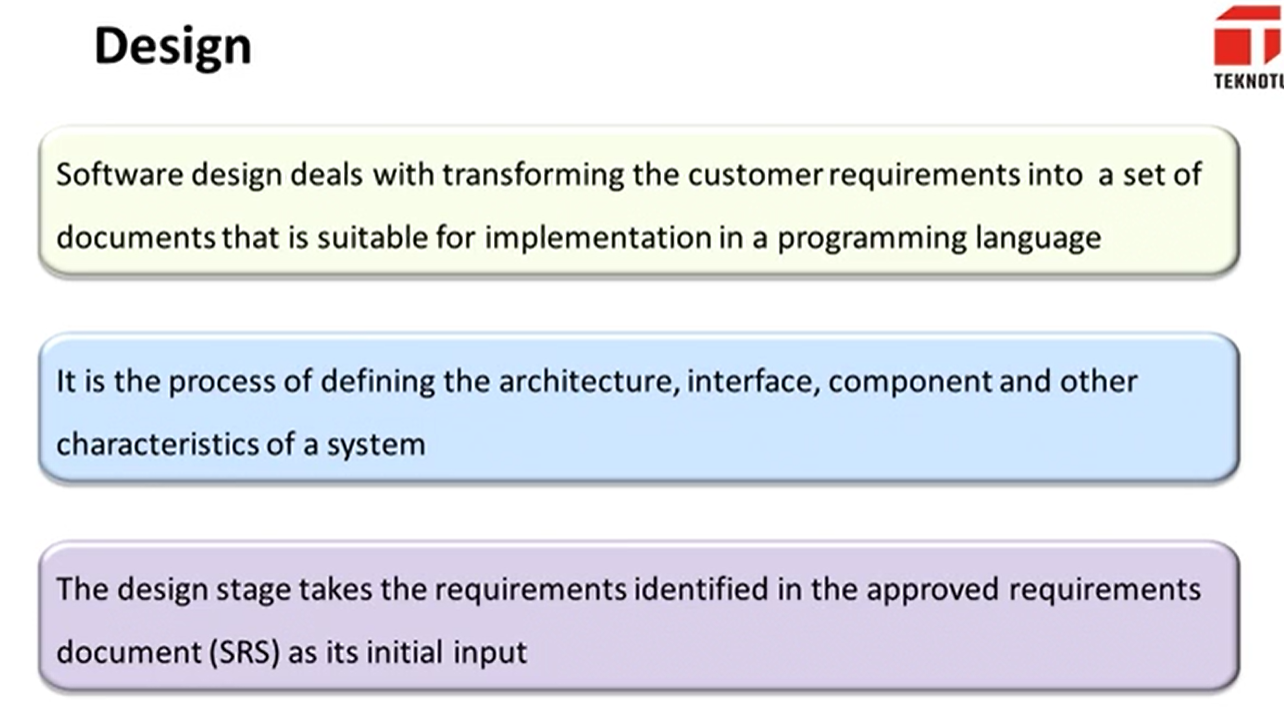 Design
Software design deals with transforming the customer requirements into a set of
documents that is suitable for implementation in a programming language
It is the process of defining the architecture, interface, component and other
characteristics of a system
The design stage takes the requirements identified in the approved requirements
document (SRS) as its initial input